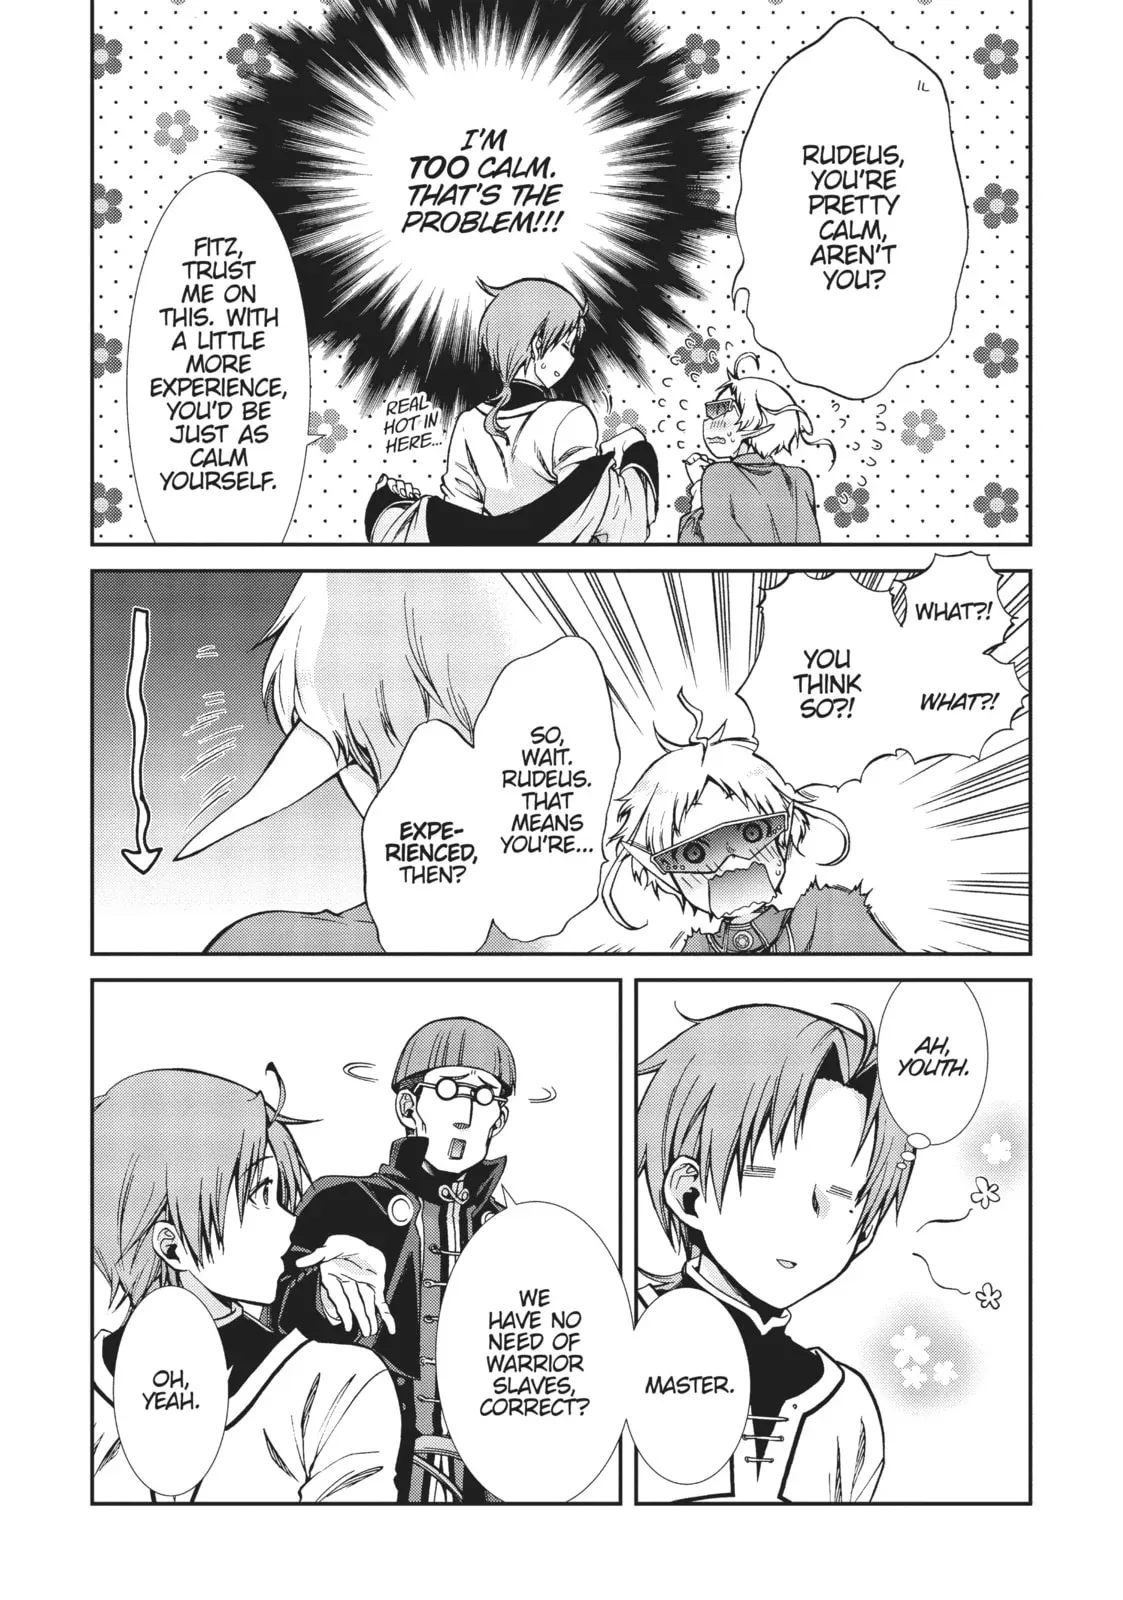 RUDEUS,
YOU'RE
PRETTY
CALM,
AREN'T
YOU?
I'M
TOO CALM.
THAT'S THE
PROBLEM!!!
REAL
HOT IN
HERE...
FITZ,
TRUST
ME ON
THIS. WITH
A LITTLE
MORE
EXPERIENCE,
YOU'D BE
JUST AS
CALM
YOURSELF.
WHAT?!
WHAT?!
YOU
THINK
SO?!
SO,
WAIT.
RUDEUS.
THAT
MEANS
YOU'RE...
EXPE-
RIENCED,
THEN?
AH,
YOUTH.
MASTER.
WE
HAVE NO
NEED OF
WARRIOR
SLAVES,
CORRECT?
OH,
YEAH.